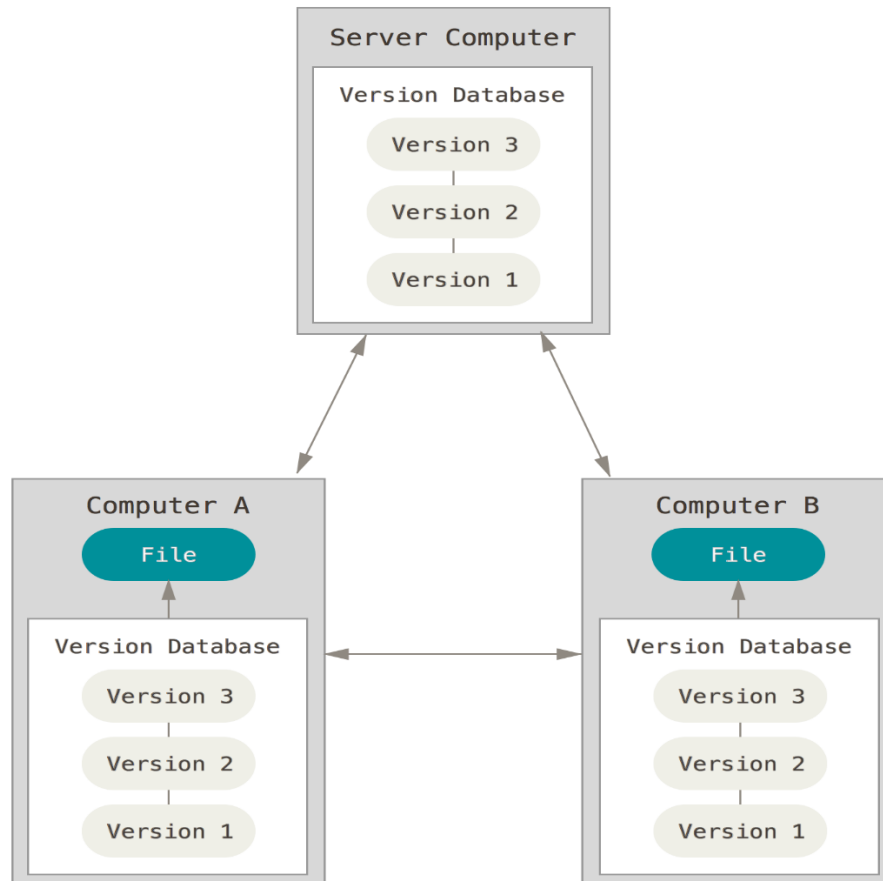 Server Computer
Version Database
Version 3
Version 2
Version 1
Computer A
File
Version Database
Version 3
Version 2
Version 1
Computer B
File
Version Database
Version 3
Version 2
Version 1